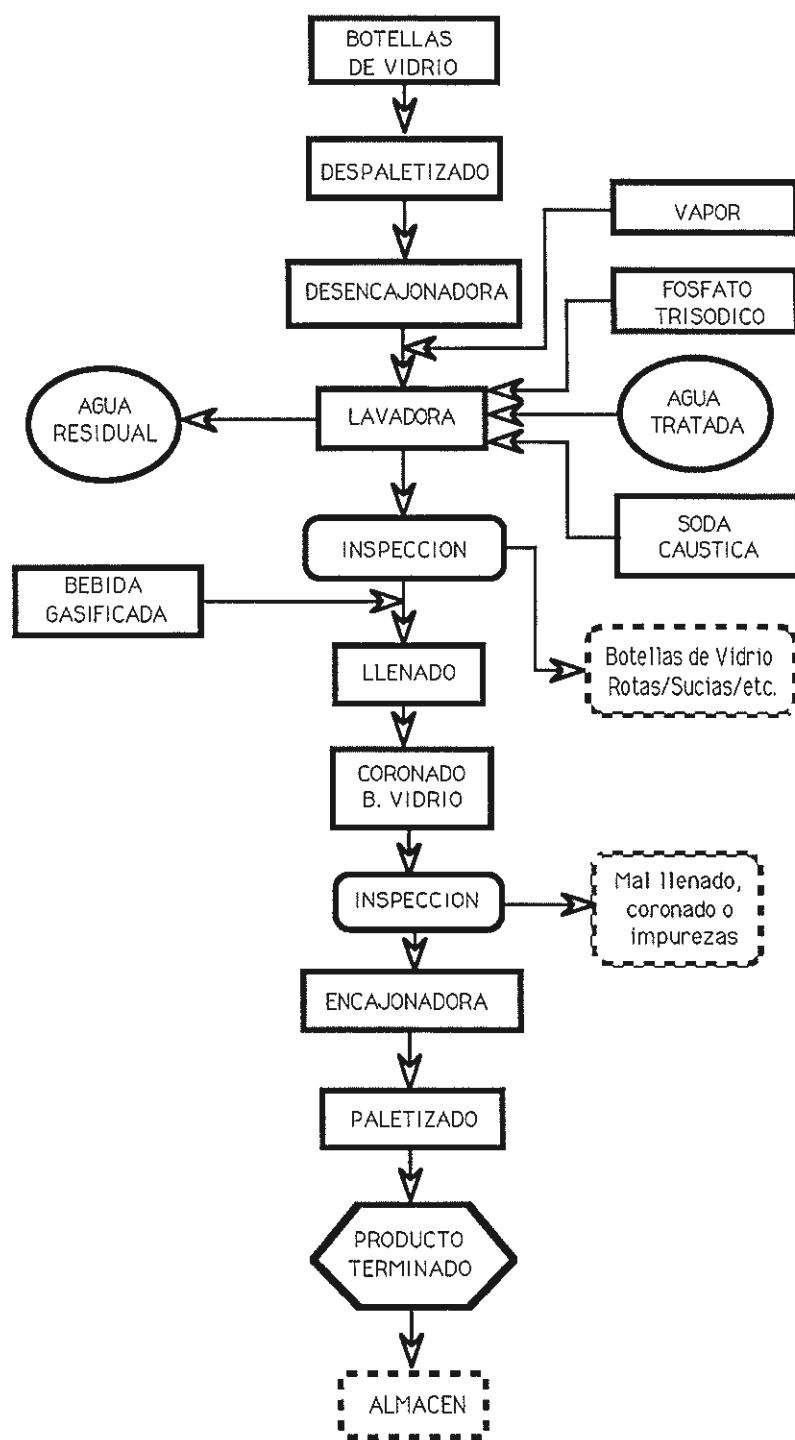 BOTELLAS
DE VIDRIO
DESPALETIZADO
VAPOR
DESENCAJONADORA
FOSFATO
TRISODICO
AGUA
RESIDUAL
LAVADORA
AGUA
TRATADA
INSPECCION
SODA
CAUSTICA
BEBIDA
GASIFICADA
LLENADO
Botellas de Vidrio
Rotas/Sucias/etc.
CORONADO
B. VIDRIO
INSPECCION
Mal llenado,
coronado o
impurezas
ENCAJONADORA
PALETIZADO
PRODUCTO
TERMINADO
ALMACEN